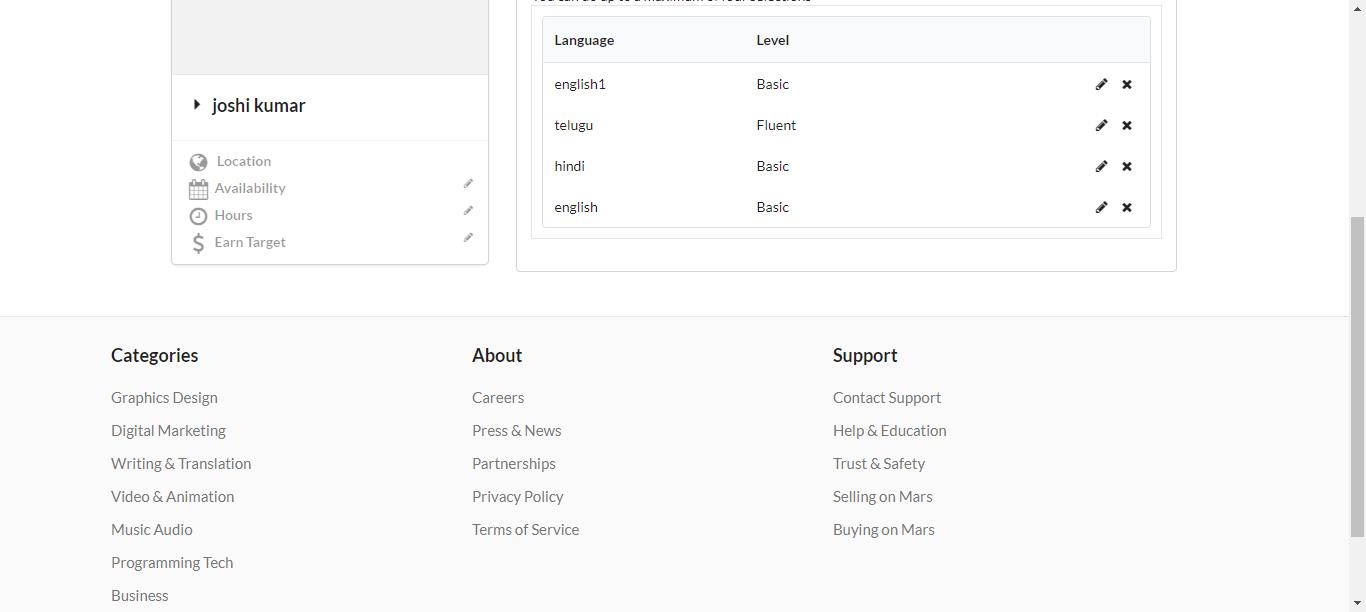 Language Level
english1 Basic
telugu Fluent
hindi Basic
english Basic
joshi kumar
Location
Availability
Hours
Earn Target
Categories
Graphics Design
Digital Marketing
Writing & Translation
Video & Animation
Music Audio
Programming Tech
Business
About
Careers
Press & News
Partnerships
Privacy Policy
Terms of Service
Support
Contact Support
Help & Education
Trust & Safety
Selling on Mars
Buying on Mars